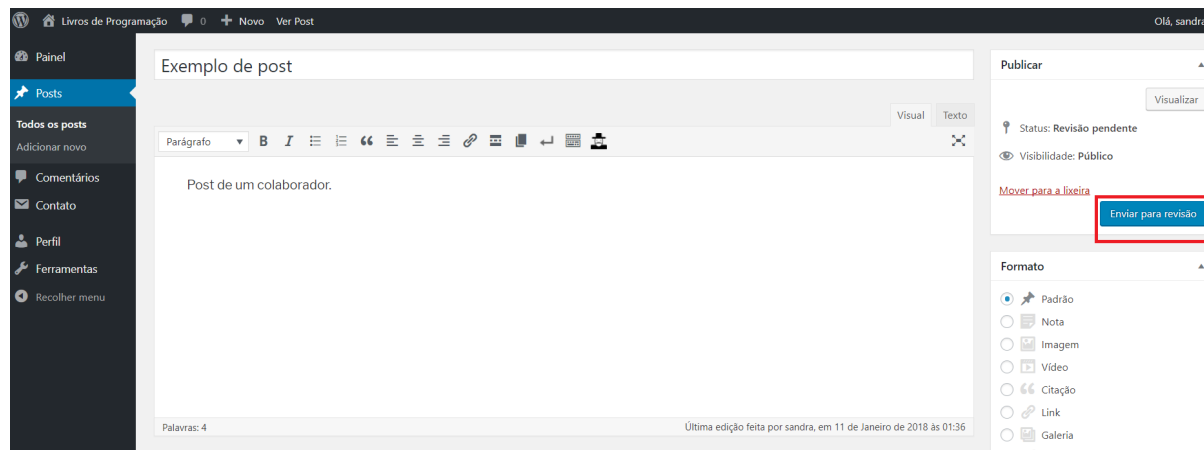 Livros de Programação 0 Novo Ver Post Olá, sandra
Painel
Posts
Todos os posts
Adicionar novo
Comentários
Contato
Perfil
Ferramentas
Recolher menu
Exemplo de post
Visual Texto
Parágrafo B I
Post de um colaborador.
Palavras: 4 Última edição feita por sandra, em 11 de Janeiro de 2018 às 01:36
Publicar
Visualizar
Status: Revisão pendente
Visibilidade: Público
Mover para a lixeira
Enviar para revisão
Formato
Padrão
Nota
Imagem
Vídeo
Citação
Link
Galeria